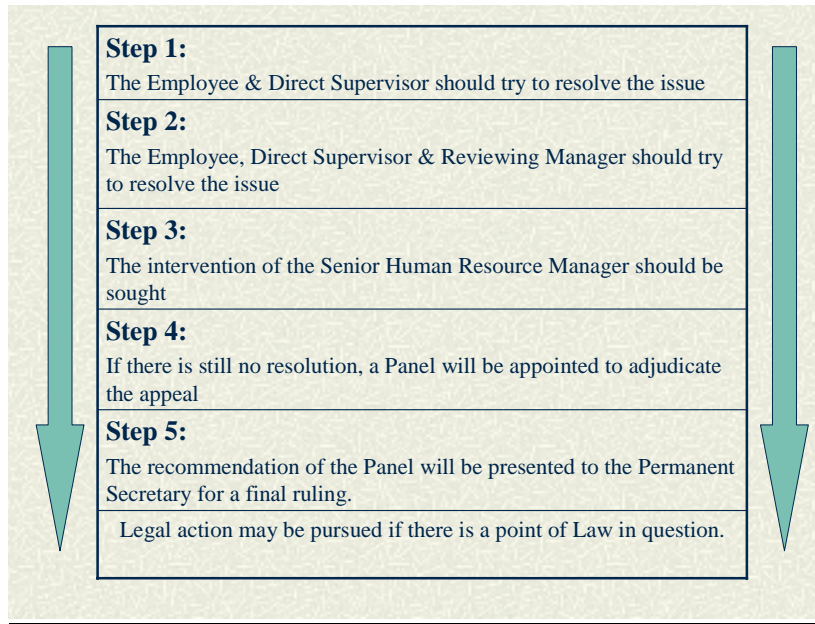 Step 1:
The Employee & Direct Supervisor should try to resolve the issue
Step 2:
The Employee, Direct Supervisor & Reviewing Manager should try
to resolve the issue
Step 3:
The intervention of the Senior Human Resource Manager should be
sought
Step 4:
If there is still no resolution, a Panel will be appointed to adjudicate
the appeal
Step 5:
The recommendation of the Panel will be presented to the Permanent
Secretary for a final ruling.
Legal action may be pursued if there is a point of Law in question.